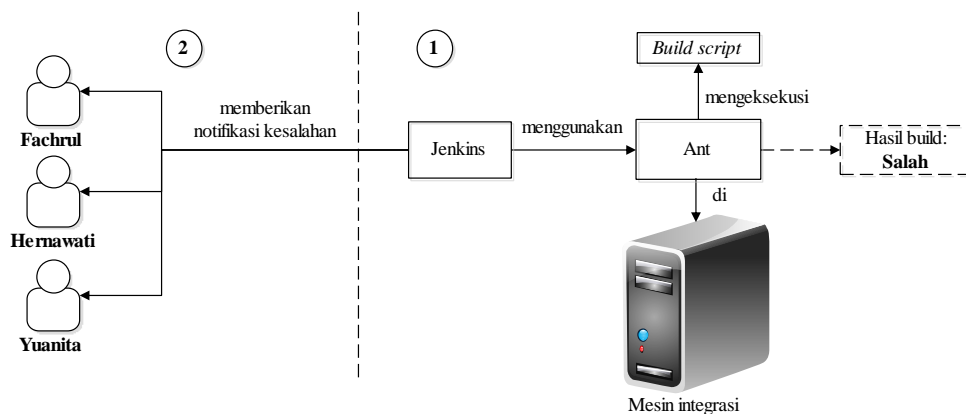 2
1
Build script
mengeksekusi
memberikan
notifikasi kesalahan
Jenkins
menggunakan
Ant
Hasil build:
Salah
di
Fachrul
Hernawati
Yuanita
Mesin integrasi